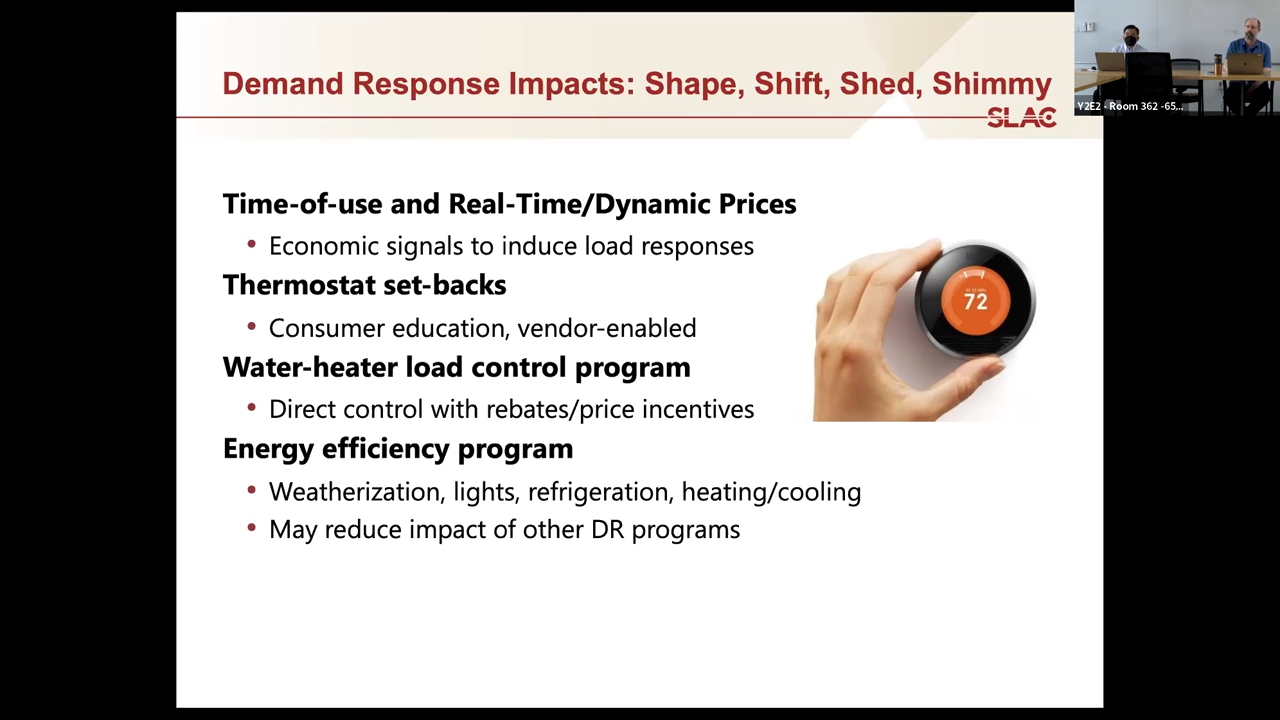 Demand Response Impacts: Shape, Shift, Shed, Shimmy
SLAC
Time-of-use and Real-Time/Dynamic Prices
• Economic signals to induce load responses
Thermostat set-backs
• Consumer education, vendor-enabled
Water-heater load control program
• Direct control with rebates/price incentives
Energy efficiency program
• Weatherization, lights, refrigeration, heating/cooling
• May reduce impact of other DR programs
72
Y2E2 - Room 362 -65...